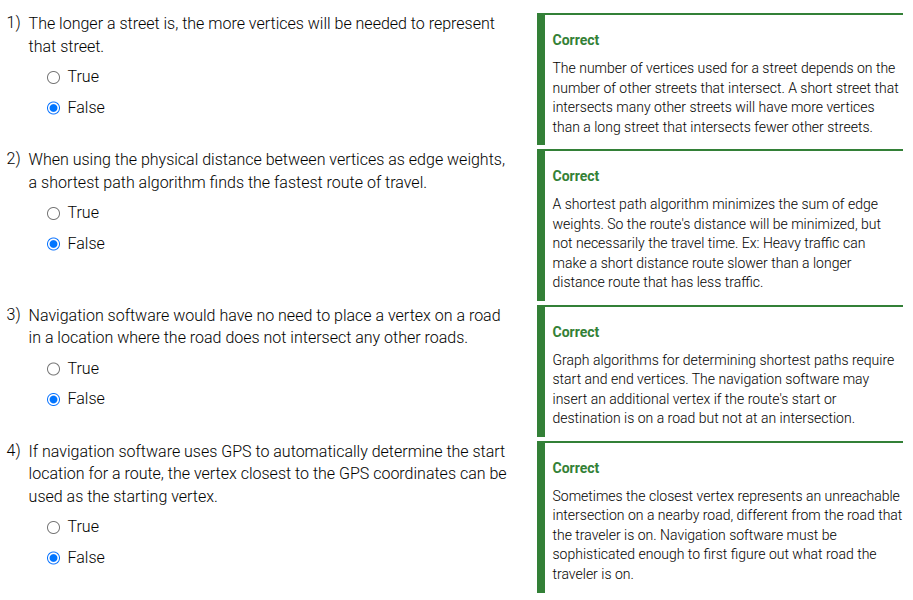 1) The longer a street is, the more vertices will be needed to represent
that street.
True
False
Correct
The number of vertices used for a street depends on the
number of other streets that intersect. A short street that
intersects many other streets will have more vertices
than a long street that intersects fewer other streets.
2) When using the physical distance between vertices as edge weights,
a shortest path algorithm finds the fastest route of travel.
True
False
Correct
A shortest path algorithm minimizes the sum of edge
weights. So the route's distance will be minimized, but
not necessarily the travel time. Ex: Heavy traffic can
make a short distance route slower than a longer
distance route that has less traffic.
3) Navigation software would have no need to place a vertex on a road
in a location where the road does not intersect any other roads.
True
False
Correct
Graph algorithms for determining shortest paths require
start and end vertices. The navigation software may
insert an additional vertex if the route's start or
destination is on a road but not at an intersection.
4) If navigation software uses GPS to automatically determine the start
location for a route, the vertex closest to the GPS coordinates can be
used as the starting vertex.
True
False
Correct
Sometimes the closest vertex represents an unreachable
intersection on a nearby road, different from the road that
the traveler is on. Navigation software must be
sophisticated enough to first figure out what road the
traveler is on.